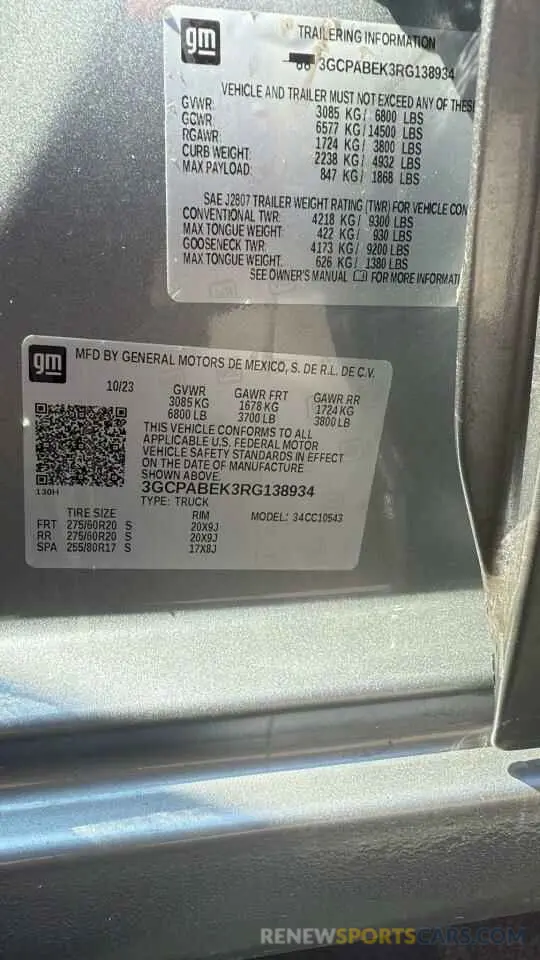 gm
TRAILERING INFORMATION
3GCPABEK3RG138934
VEHICLE AND TRAILER MUST NOT EXCEED ANY OF THESE
GVWR: 3085 KG/ 6800 LBS
GCWR: 6577 KG/ 14500 LBS
RGAWR: 1724 KG/ 3800 LBS
CURB WEIGHT: 2238 KG/ 4932 LBS
MAX PAYLOAD: 847 KG/ 1868 LBS
SAE J2807 TRAILER WEIGHT RATING (TWR) FOR VEHICLE CON
CONVENTIONAL TWR: 4218 KG/ 9300 LBS
MAX TONGUE WEIGHT: 422 KG/ 930 LBS
GOOSENECK TWR: 4173 KG/ 9200 LBS
MAX TONGUE WEIGHT: 626 KG/ 1380 LBS
SEE OWNER'S MANUAL FOR MORE INFORMATI
gm
MFD BY GENERAL MOTORS DE MEXICO, S. DE R.L. DE C.V.
10/23 GVWR GAWR FRT GAWR RR
3085 KG 1678 KG 1724 KG
6800 LB 3700 LB 3800 LB
THIS VEHICLE CONFORMS TO ALL
APPLICABLE U.S. FEDERAL MOTOR
VEHICLE SAFETY STANDARDS IN EFFECT
ON THE DATE OF MANUFACTURE
SHOWN ABOVE.
3GCPABEK3RG138934
130H
TYPE: TRUCK
TIRE SIZE RIM MODEL: 34CC10543
FRT 275/60R20 S 20X9J
RR 275/60R20 S 20X9J
SPA 255/80R17 S 17X8J
RENEWSPORTSCARS.COM